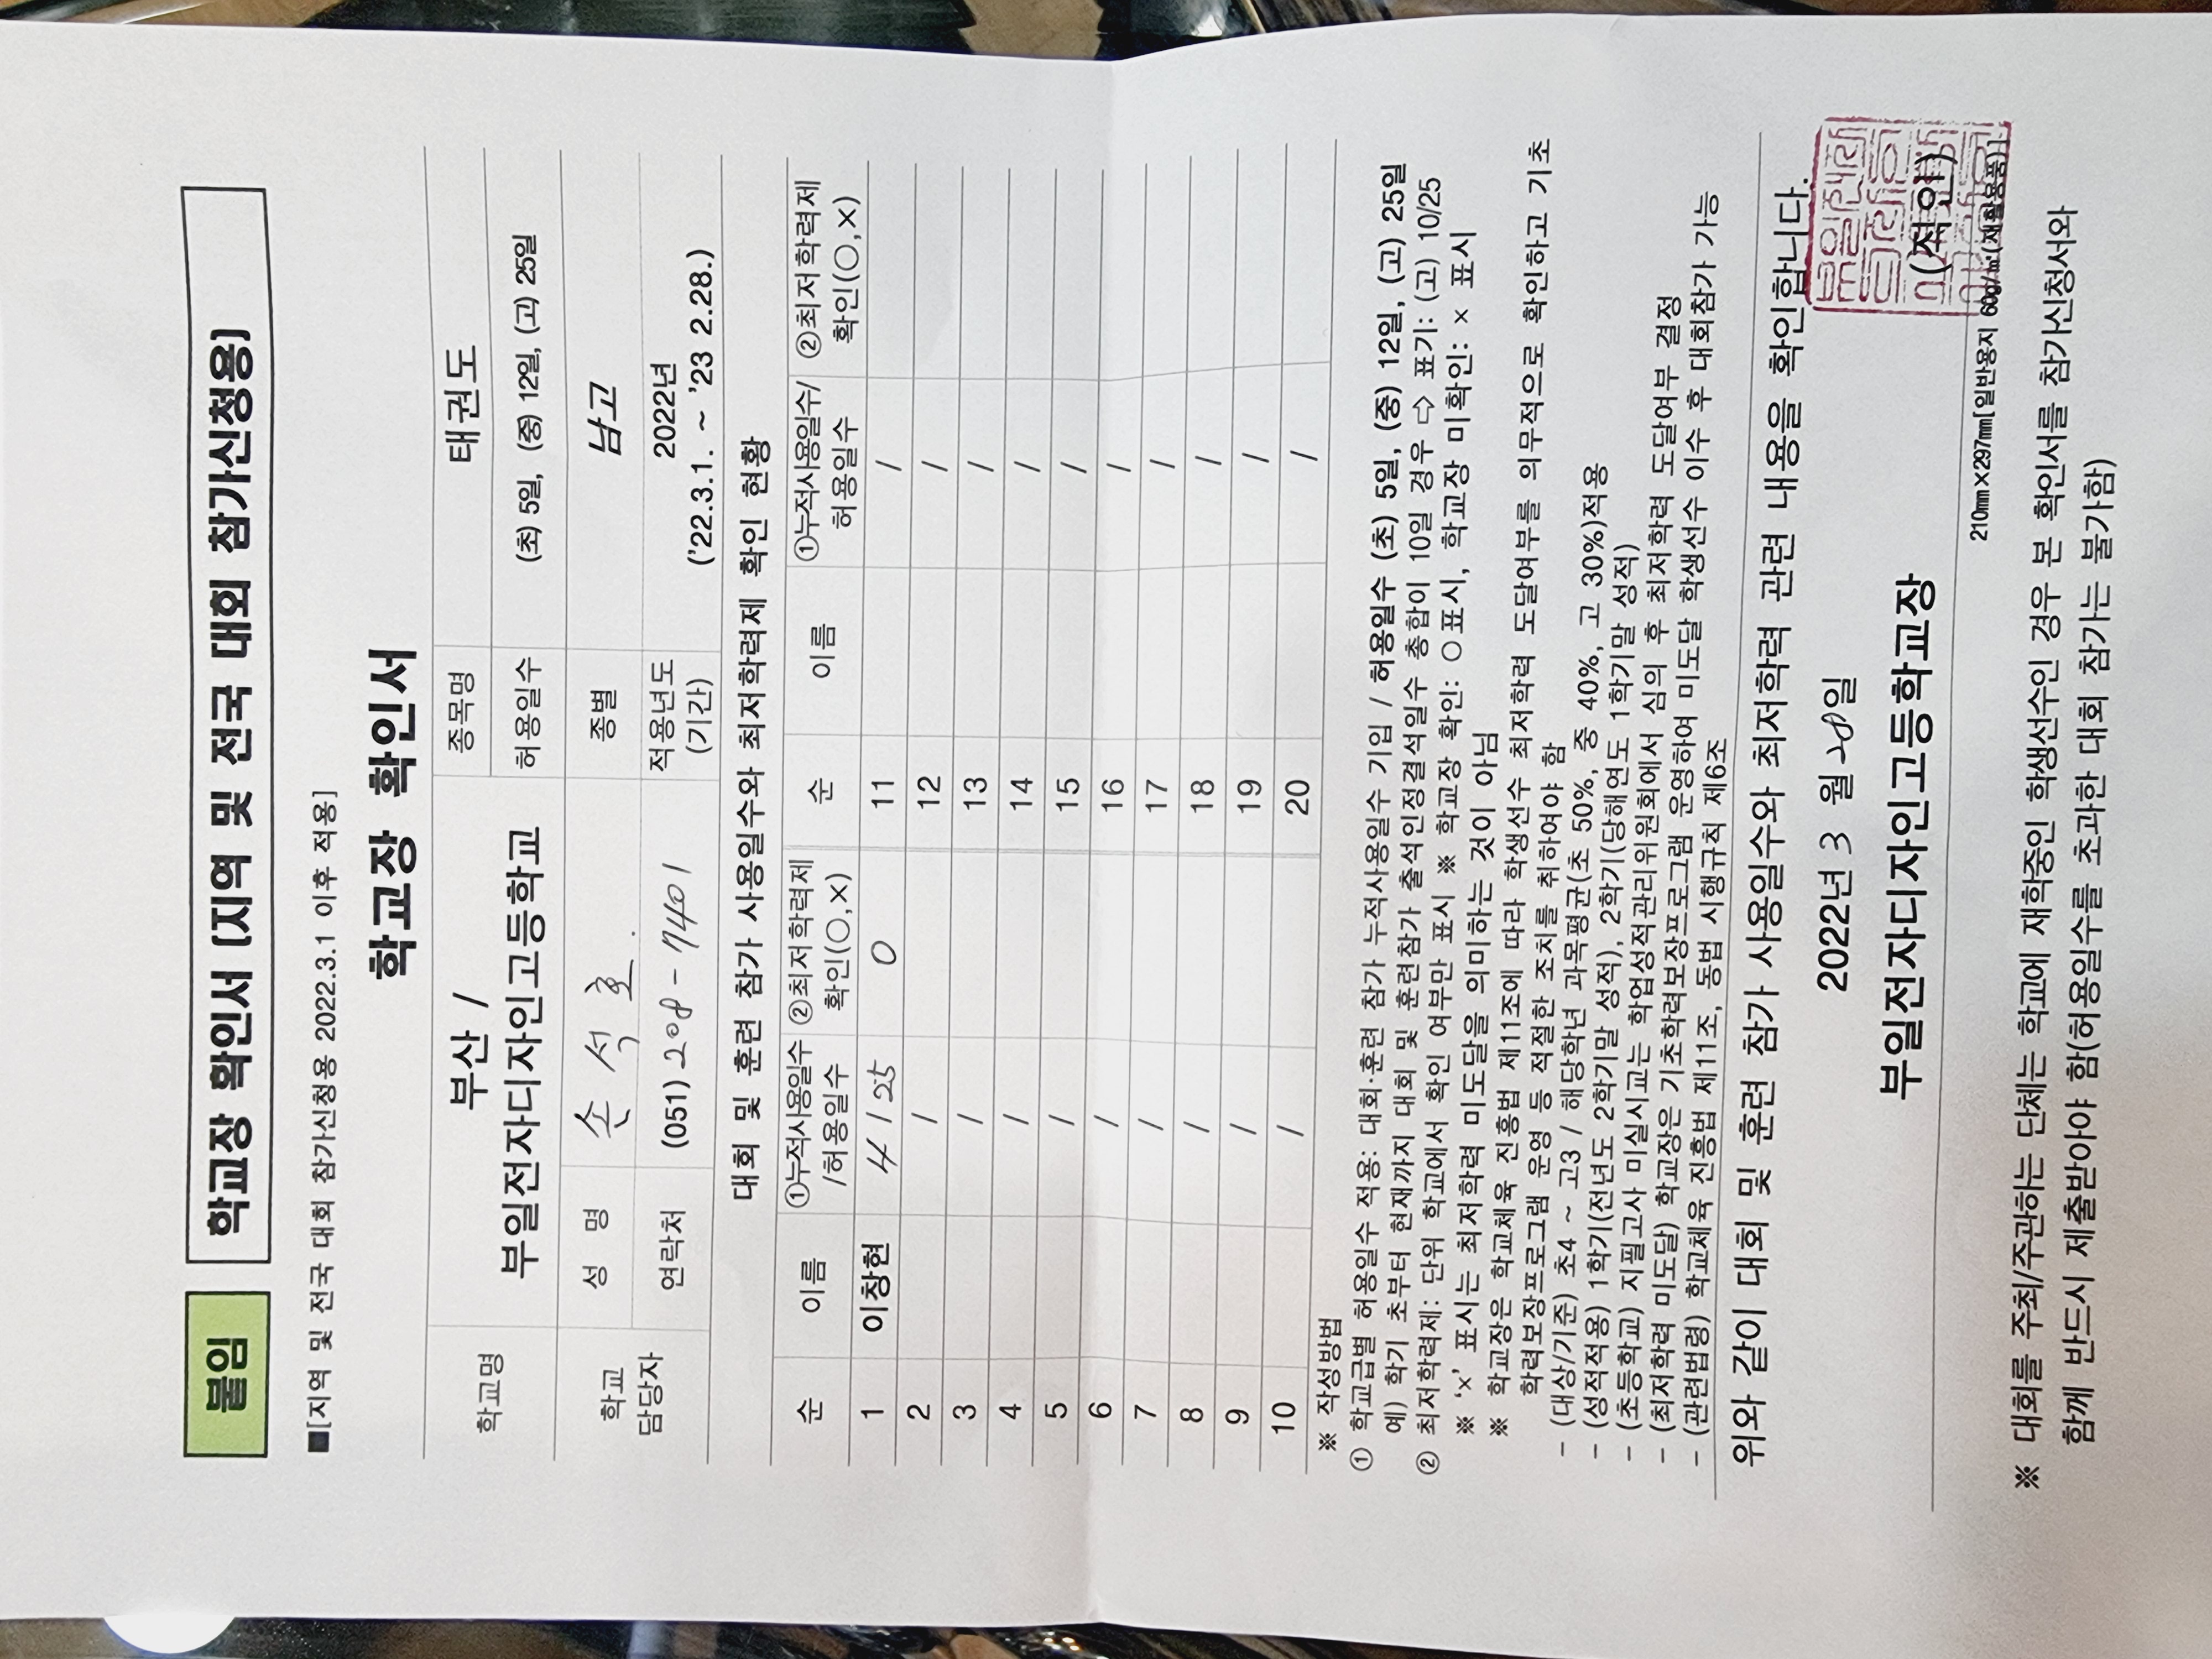 붙임
학교장 확인서 (지역 및 전국 대회 참가신청용)
■[지역 및 전국 대회 참가신청용 2022.3.1 이후 적용]
학교장 확인서
학교명 부산 / 부일전자디자인고등학교 종목명 태권도
허용일수 (초) 5일, (중) 12일, (고) 25일
학교 담당자 성 명 손석호. 종별 남고
연락처 (051) 208-7401 적용년도 (기간) 2022년 ('22.3.1. ~ '23 2.28.)
대회 및 훈련 참가 사용일수와 최저학력제 확인 현황
순 이름 ①누적사용일수 /허용일수 ②최저학력제 확인(○,×) 순 이름 ①누적사용일수/ 허용일수 ②최저학력제 확인(○,×)
1 이창현 4 / 25 O 11 /
2 / 12 /
3 / 13 /
4 / 14 /
5 / 15 /
6 / 16 /
7 / 17 /
8 / 18 /
9 / 19 /
10 / 20 /
※ 작성방법
① 학교급별 허용일수 적용: 대회·훈련 참가 누적사용일수 기입 / 허용일수 (초) 5일, (중) 12일, (고) 25일
예) 학기 초부터 현재까지 대회 및 훈련참가 출석인정결석일수 총합이 10일 경우 ⇨ 표기: (고) 10/25
② 최저학력제: 단위 학교에서 확인 여부만 표시 ※ 학교장 확인: ○표시, 학교장 미확인: × 표시
※ '×' 표시는 최저학력 미도달을 의미하는 것이 아님
※ 학교장은 학교체육 진흥법 제11조에 따라 학생선수 최저학력 도달여부를 의무적으로 확인하고 기초
학력보장프로그램 운영 등 적절한 조치를 취하여야 함
- (대상/기준) 초4 ~ 고3 / 해당학년 과목평균(초 50%, 중 40%, 고 30%)적용
- (성적적용) 1학기(전년도 2학기말 성적), 2학기(당해연도 1학기말 성적)
- (초등학교) 지필고사 미실시교는 학업성적관리위원회에서 심의 후 최저학력 도달여부 결정
- (최저학력 미도달) 학교장은 기초학력보장프로그램 운영하여 미도달 학생선수 이수 후 대회참가 가능
- (관련법령) 학교체육 진흥법 제11조, 동법 시행규칙 제6조
위와 같이 대회 및 훈련 참가 사용일수와 최저학력 관련 내용을 확인합니다.
2022년 3 월 28일
부일전자디자인고등학교장 (직인)
210mm×297mm[일반용지 60g/㎡(재활용품)]
※ 대회를 주최/주관하는 단체는 학교에 재학중인 학생선수인 경우 본 확인서를 참가신청서와
함께 반드시 제출받아야 함(허용일수를 초과한 대회 참가는 불가함)